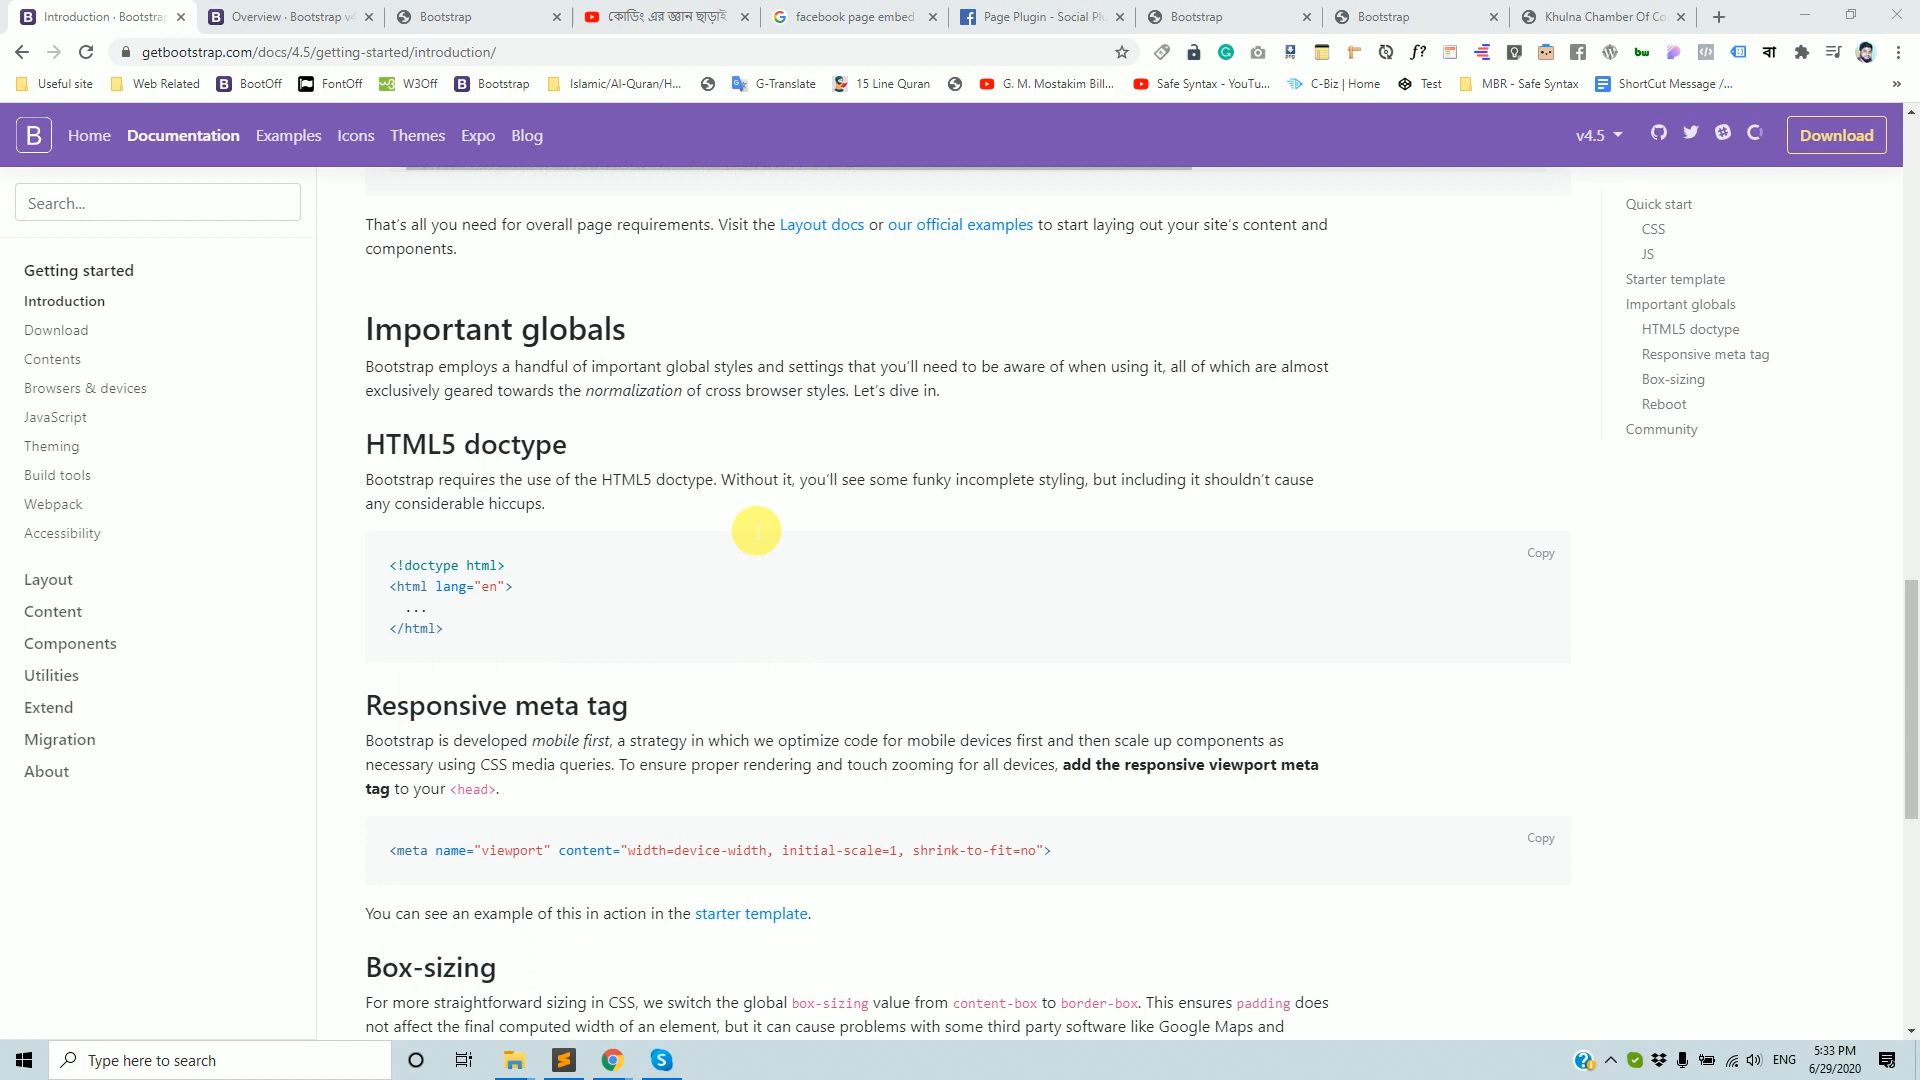 Introduction · Bootstrap
Overview · Bootstrap v4
Bootstrap
কোডিং এর জ্ঞান ছাড়াই
facebook page embed
Page Plugin - Social Plu
Bootstrap
Bootstrap
Khulna Chamber Of Co
getbootstrap.com/docs/4.5/getting-started/introduction/
Useful site
Web Related
BootOff
FontOff
W3Off
Bootstrap
Islamic/Al-Quran/H...
G-Translate
15 Line Quran
G. M. Mostakim Bill...
Safe Syntax - YouTu...
C-Biz | Home
Test
MBR - Safe Syntax
ShortCut Message /...
»
B Home Documentation Examples Icons Themes Expo Blog
v4.5
Download
Search...
Getting started
Introduction
Download
Contents
Browsers & devices
JavaScript
Theming
Build tools
Webpack
Accessibility
Layout
Content
Components
Utilities
Extend
Migration
About
That's all you need for overall page requirements. Visit the Layout docs or our official examples to start laying out your site's content and
components.
Important globals
Bootstrap employs a handful of important global styles and settings that you'll need to be aware of when using it, all of which are almost
exclusively geared towards the normalization of cross browser styles. Let's dive in.
HTML5 doctype
Bootstrap requires the use of the HTML5 doctype. Without it, you'll see some funky incomplete styling, but including it shouldn't cause
any considerable hiccups.
Copy
<!doctype html>
<html lang="en">
...
</html>
Responsive meta tag
Bootstrap is developed mobile first, a strategy in which we optimize code for mobile devices first and then scale up components as
necessary using CSS media queries. To ensure proper rendering and touch zooming for all devices, add the responsive viewport meta
tag to your <head>.
Copy
<meta name="viewport" content="width=device-width, initial-scale=1, shrink-to-fit=no">
You can see an example of this in action in the starter template.
Box-sizing
For more straightforward sizing in CSS, we switch the global box-sizing value from content-box to border-box. This ensures padding does
not affect the final computed width of an element, but it can cause problems with some third party software like Google Maps and
Quick start
CSS
JS
Starter template
Important globals
HTML5 doctype
Responsive meta tag
Box-sizing
Reboot
Community
Type here to search
ENG
5:33 PM
6/29/2020